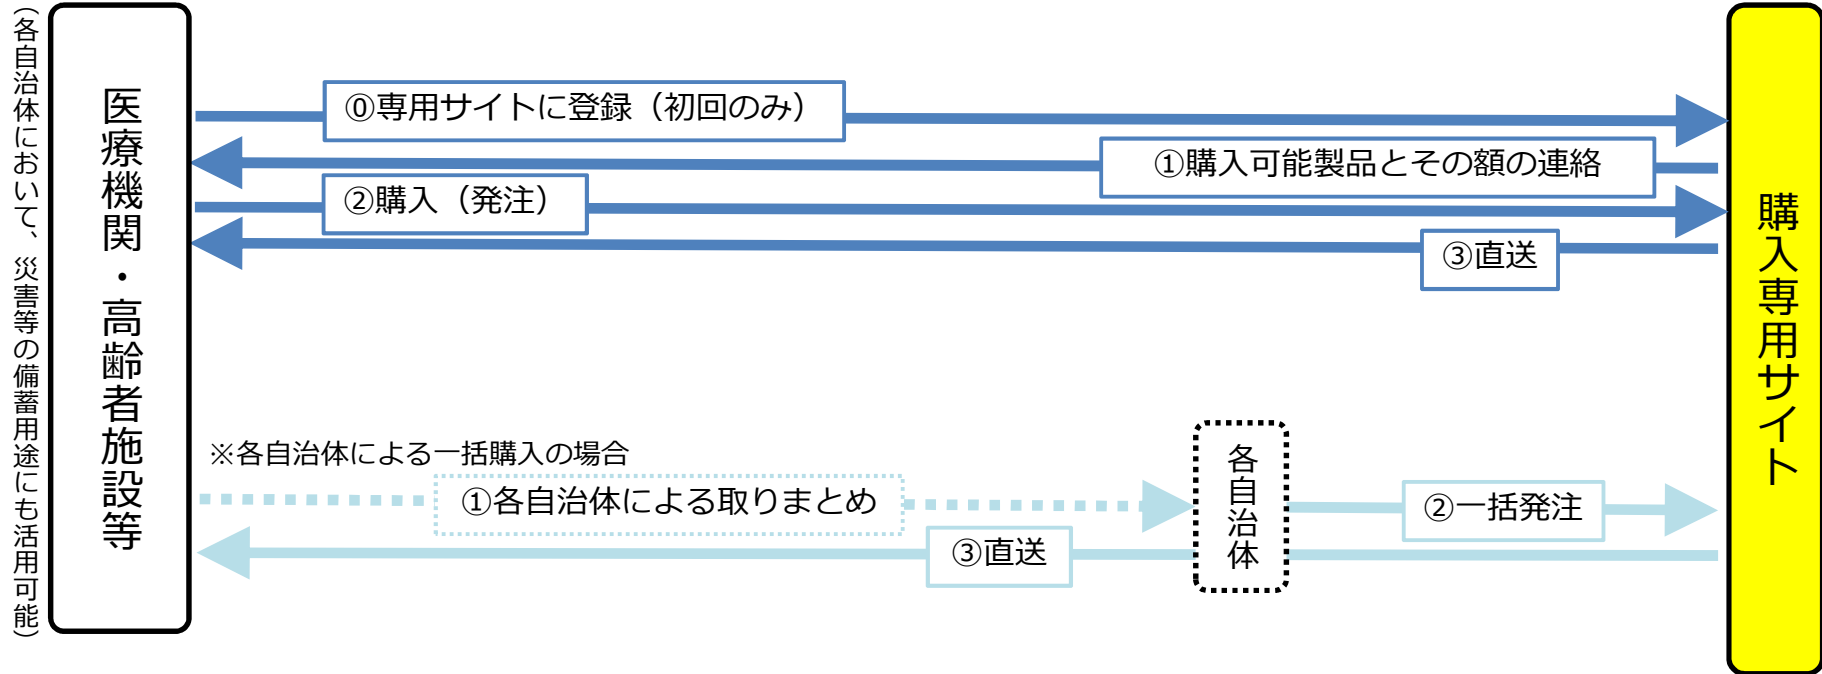 （各自治体において、災害等の備蓄用途にも活用可能）
医療機関・高齢者施設等
⓪専用サイトに登録（初回のみ）
①購入可能製品とその額の連絡
②購入（発注）
③直送
購入専用サイト
※各自治体による一括購入の場合
①各自治体による取りまとめ
各自治体
②一括発注
③直送